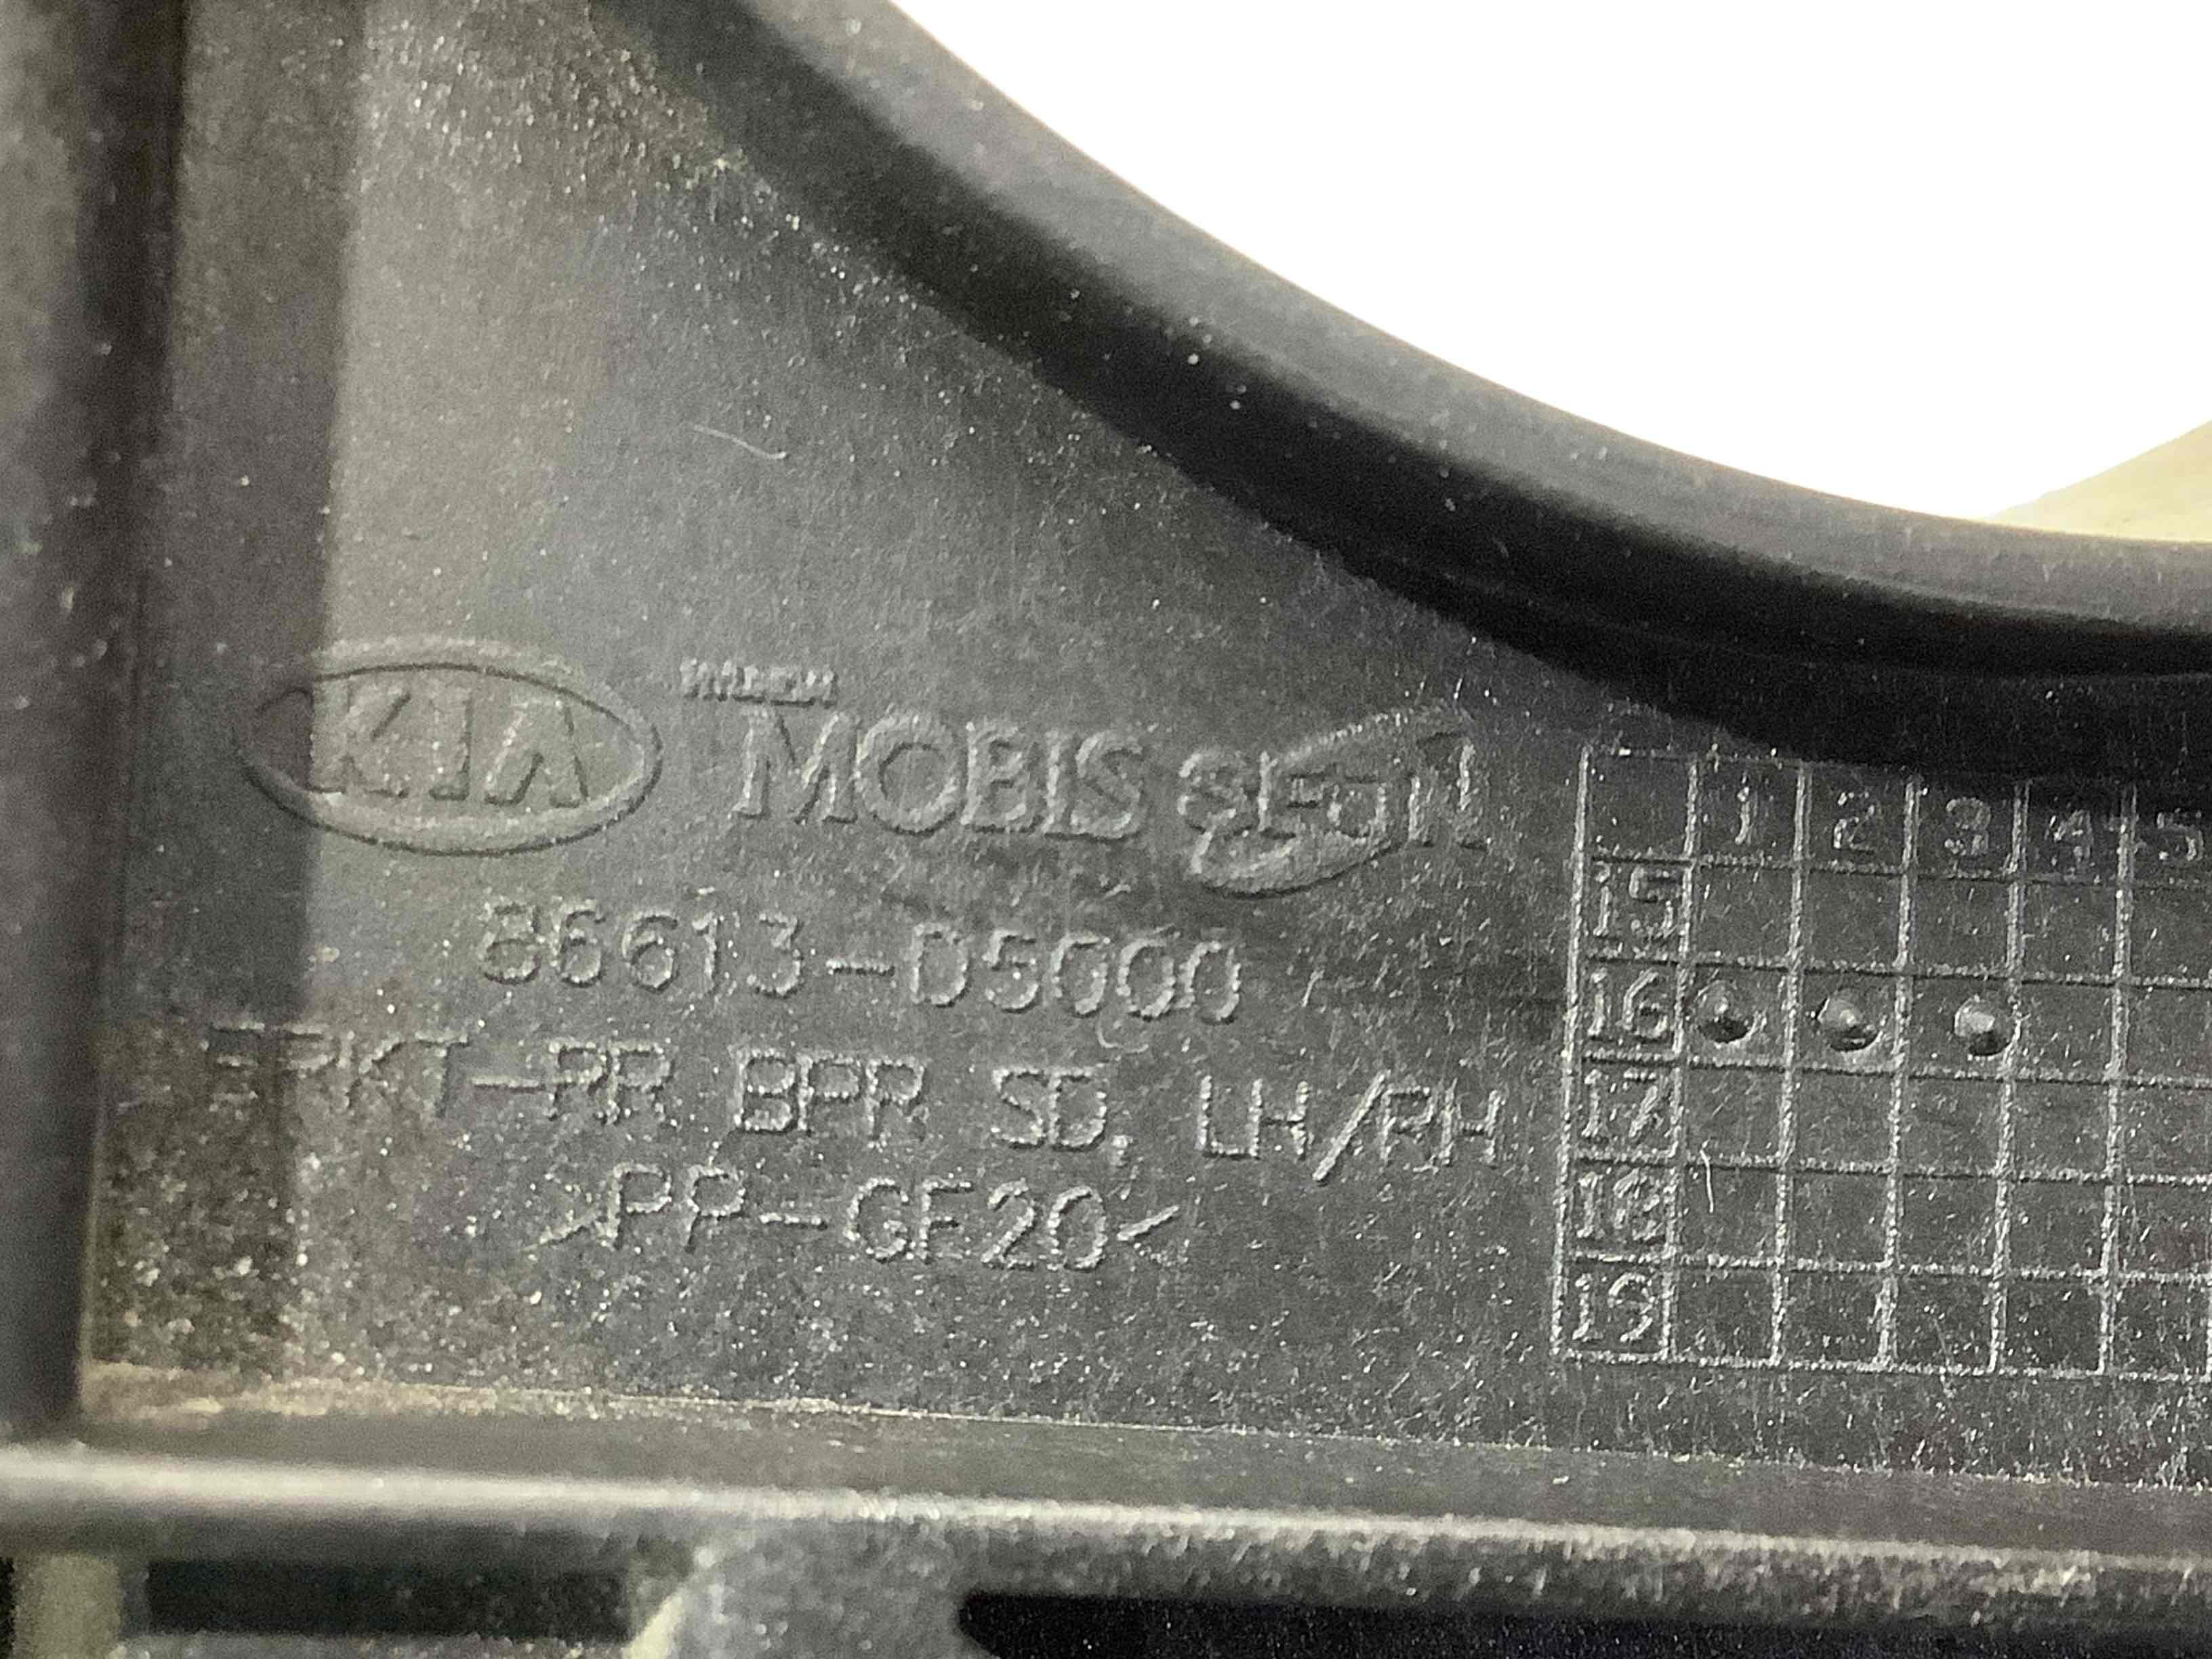 KIA MOBIS SEON
86613-D5000
BRKT-RR BPR SD, LH/RH
>PP-GF20<
1 2 3 4 5
15
16
17
18
19